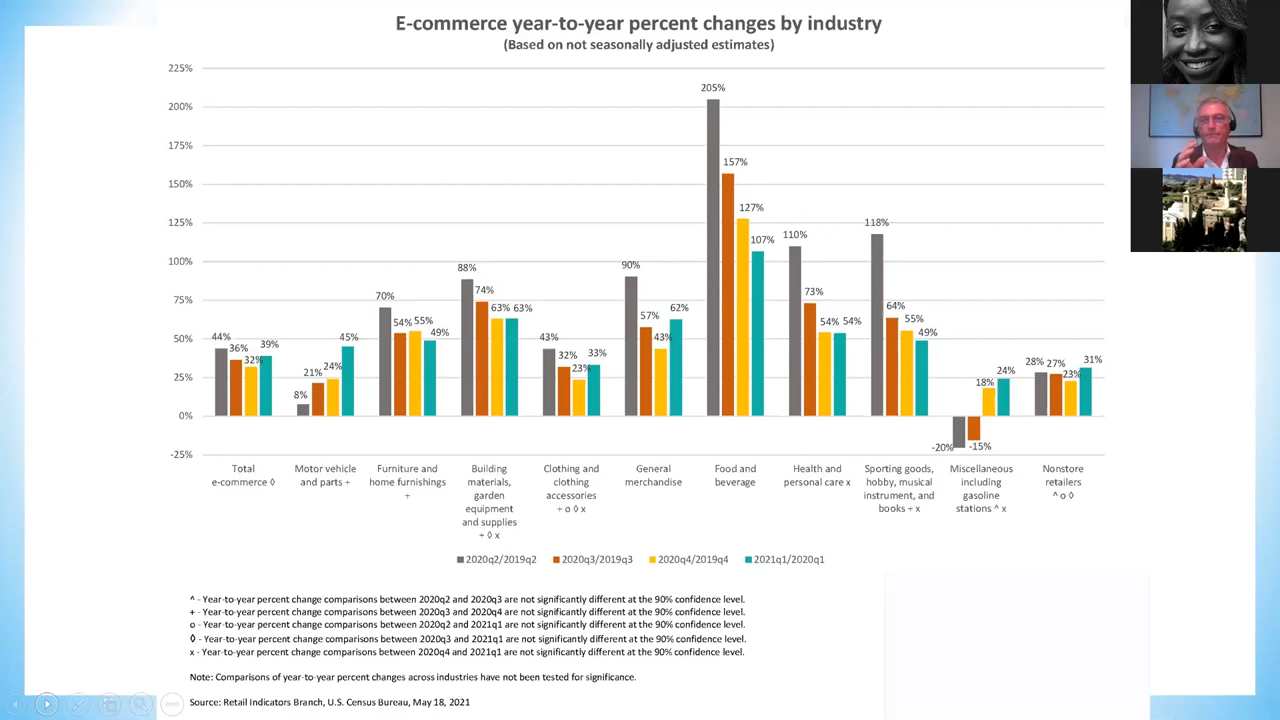 E-commerce year-to-year percent changes by industry
(Based on not seasonally adjusted estimates)
225%
200%
175%
150%
125%
100%
75%
50%
25%
0%
-25%
44%
36%
32%
39%
8%
21%
24%
45%
70%
54%
55%
49%
88%
74%
63%
63%
43%
32%
23%
33%
90%
57%
43%
62%
205%
157%
127%
107%
110%
73%
54%
54%
118%
64%
55%
49%
-20%
-15%
18%
24%
28%
27%
23%
31%
Total
e-commerce ◊
Motor vehicle
and parts +
Furniture and
home furnishings
+
Building
materials,
garden
equipment
and supplies
+ ◊ x
Clothing and
clothing
accessories
+ o ◊ x
General
merchandise
Food and
beverage
Health and
personal care x
Sporting goods,
hobby, musical
instrument, and
books + x
Miscellaneous
including
gasoline
stations ^ x
Nonstore
retailers
^ o ◊
2020q2/2019q2 2020q3/2019q3 2020q4/2019q4 2021q1/2020q1
^ - Year-to-year percent change comparisons between 2020q2 and 2020q3 are not significantly different at the 90% confidence level.
+ - Year-to-year percent change comparisons between 2020q3 and 2020q4 are not significantly different at the 90% confidence level.
o - Year-to-year percent change comparisons between 2020q2 and 2021q1 are not significantly different at the 90% confidence level.
◊ - Year-to-year percent change comparisons between 2020q3 and 2021q1 are not significantly different at the 90% confidence level.
x - Year-to-year percent change comparisons between 2020q4 and 2021q1 are not significantly different at the 90% confidence level.
Note: Comparisons of year-to-year percent changes across industries have not been tested for significance.
Source: Retail Indicators Branch, U.S. Census Bureau, May 18, 2021